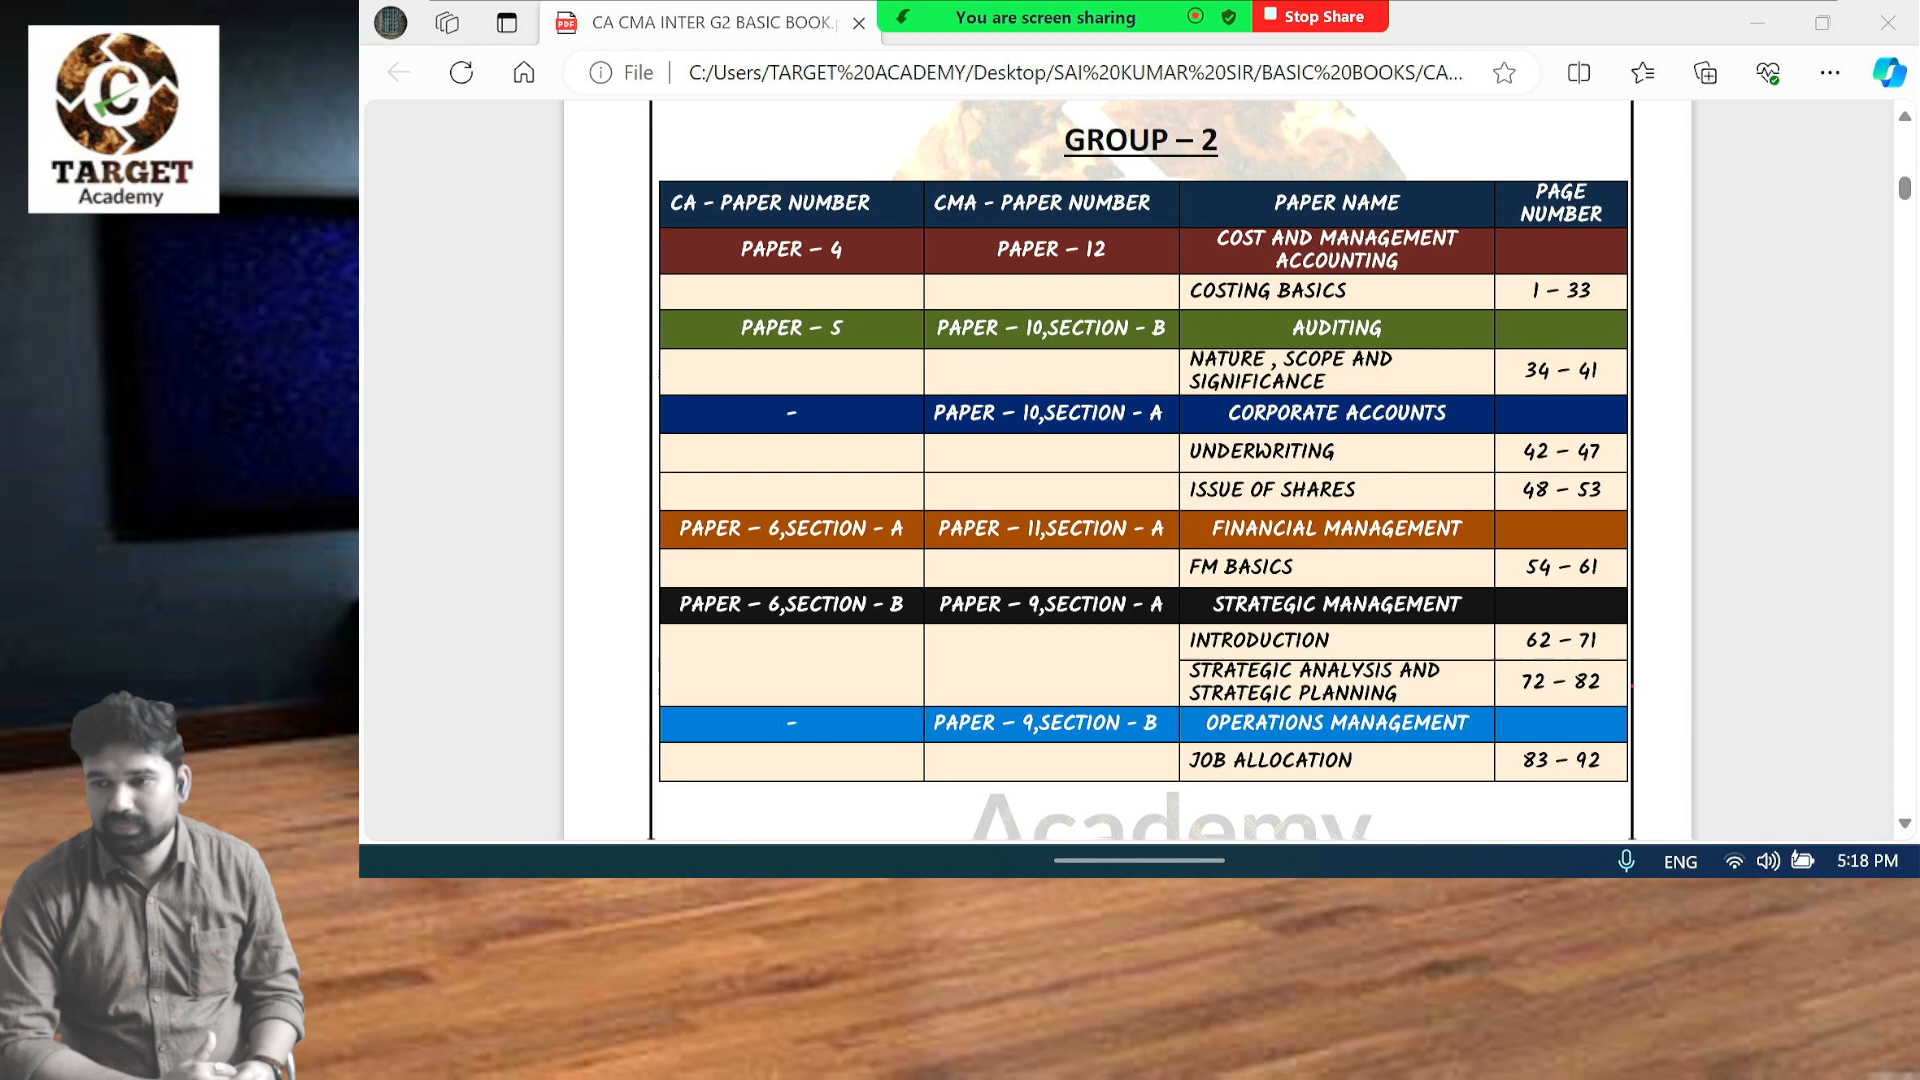 TARGET
Academy
CA CMA INTER G2 BASIC BOOK.
You are screen sharing
Stop Share
File
C:/Users/TARGET%20ACADEMY/Desktop/SAI%20KUMAR%20SIR/BASIC%20BOOKS/CA...
GROUP – 2
CA - PAPER NUMBER CMA - PAPER NUMBER PAPER NAME PAGE NUMBER
PAPER – 4 PAPER – 12 COST AND MANAGEMENT ACCOUNTING
COSTING BASICS 1 – 33
PAPER – 5 PAPER – 10,SECTION - B AUDITING
NATURE , SCOPE AND SIGNIFICANCE 34 – 41
- PAPER – 10,SECTION - A CORPORATE ACCOUNTS
UNDERWRITING 42 – 47
ISSUE OF SHARES 48 – 53
PAPER – 6,SECTION - A PAPER – 11,SECTION - A FINANCIAL MANAGEMENT
FM BASICS 54 – 61
PAPER – 6,SECTION - B PAPER – 9,SECTION - A STRATEGIC MANAGEMENT
INTRODUCTION 62 – 71
STRATEGIC ANALYSIS AND STRATEGIC PLANNING 72 – 82
- PAPER – 9,SECTION - B OPERATIONS MANAGEMENT
JOB ALLOCATION 83 – 92
Academy
ENG
5:18 PM